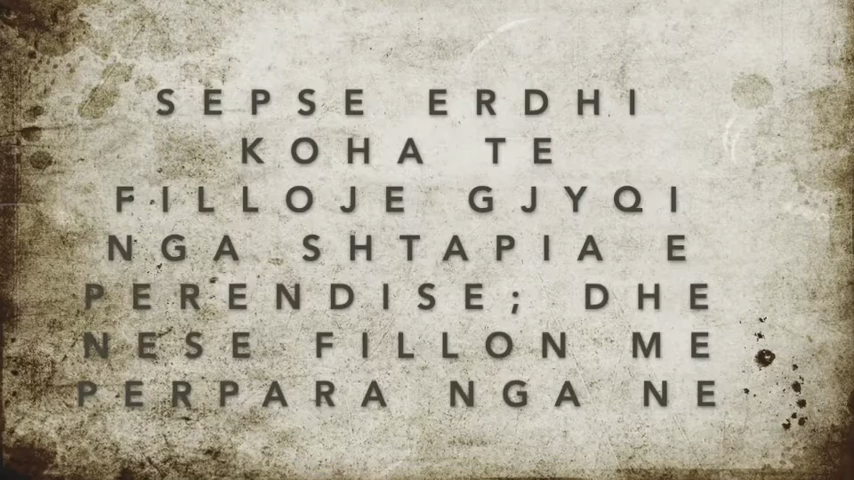 SEPSE ERDHI
KOHA TE
FILLOJE GJYQI
NGA SHTAPIA E
PERENDISE; DHE
NESE FILLON ME
PERPARA NGA NE